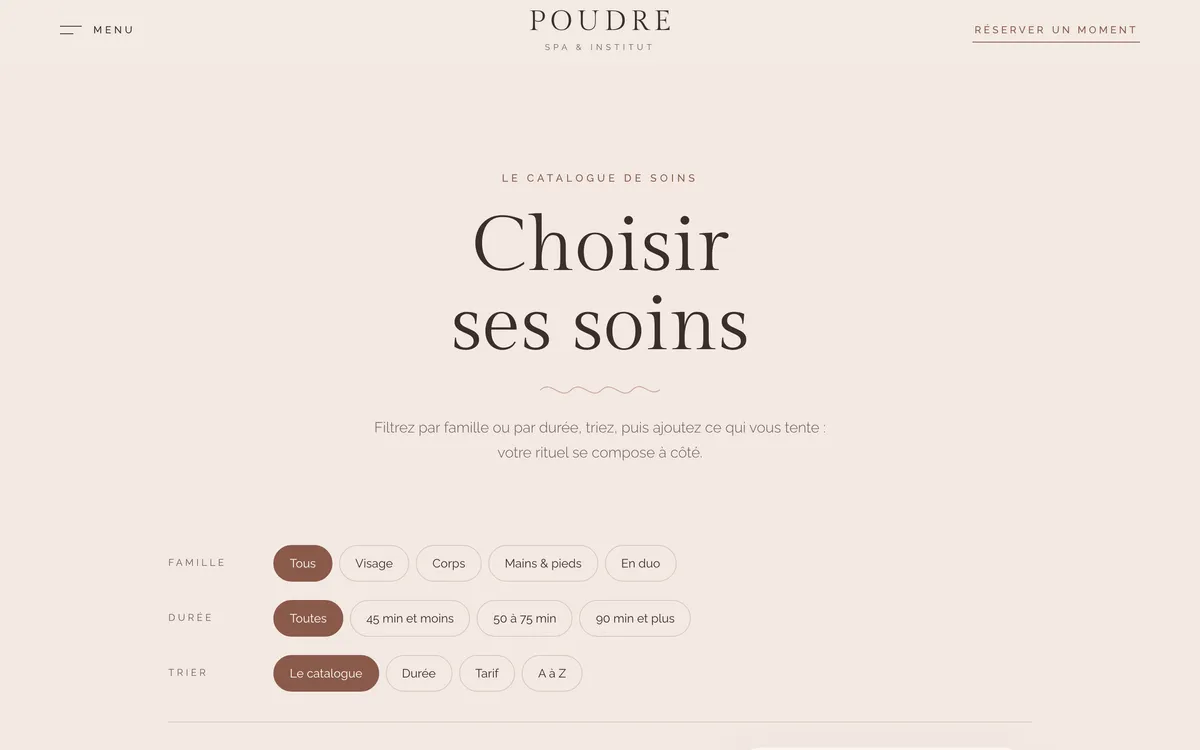 MENU
POUDRE
SPA & INSTITUT
RÉSERVER UN MOMENT
LE CATALOGUE DE SOINS
Choisir
ses soins
Filtrez par famille ou par durée, triez, puis ajoutez ce qui vous tente :
votre rituel se compose à côté.
FAMILLE
Tous
Visage
Corps
Mains & pieds
En duo
DURÉE
Toutes
45 min et moins
50 à 75 min
90 min et plus
TRIER
Le catalogue
Durée
Tarif
A à Z